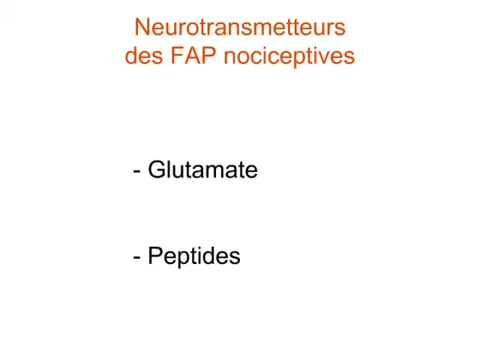 Neurotransmetteurs
des FAP nociceptives
- Glutamate
- Peptides